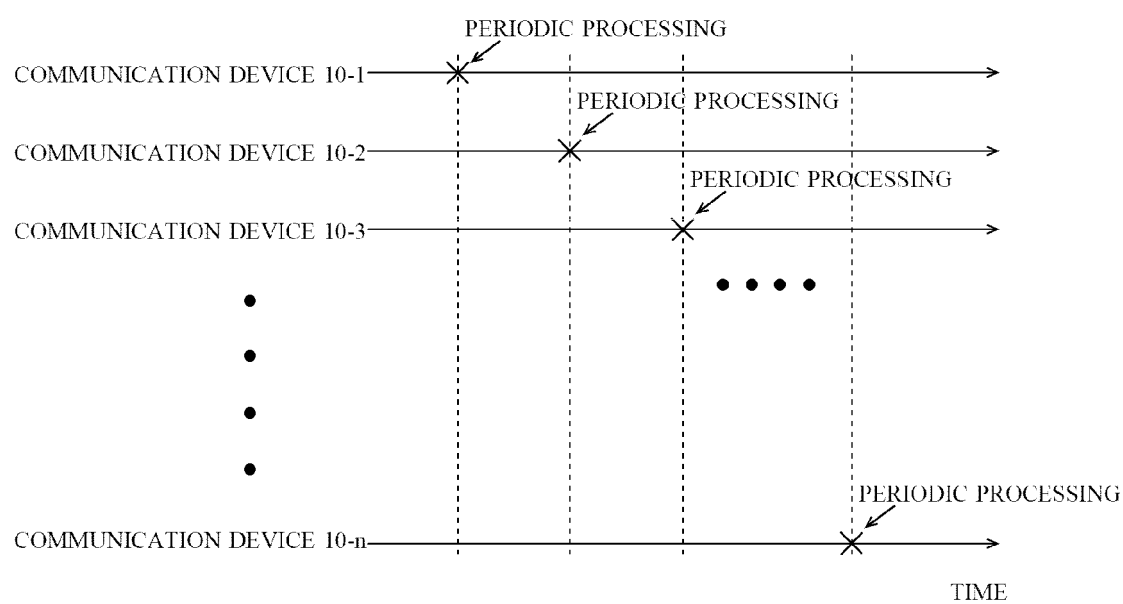 PERIODIC PROCESSING
COMMUNICATION DEVICE 10-1
PERIODIC PROCESSING
COMMUNICATION DEVICE 10-2
PERIODIC PROCESSING
COMMUNICATION DEVICE 10-3
PERIODIC PROCESSING
COMMUNICATION DEVICE 10-n
TIME